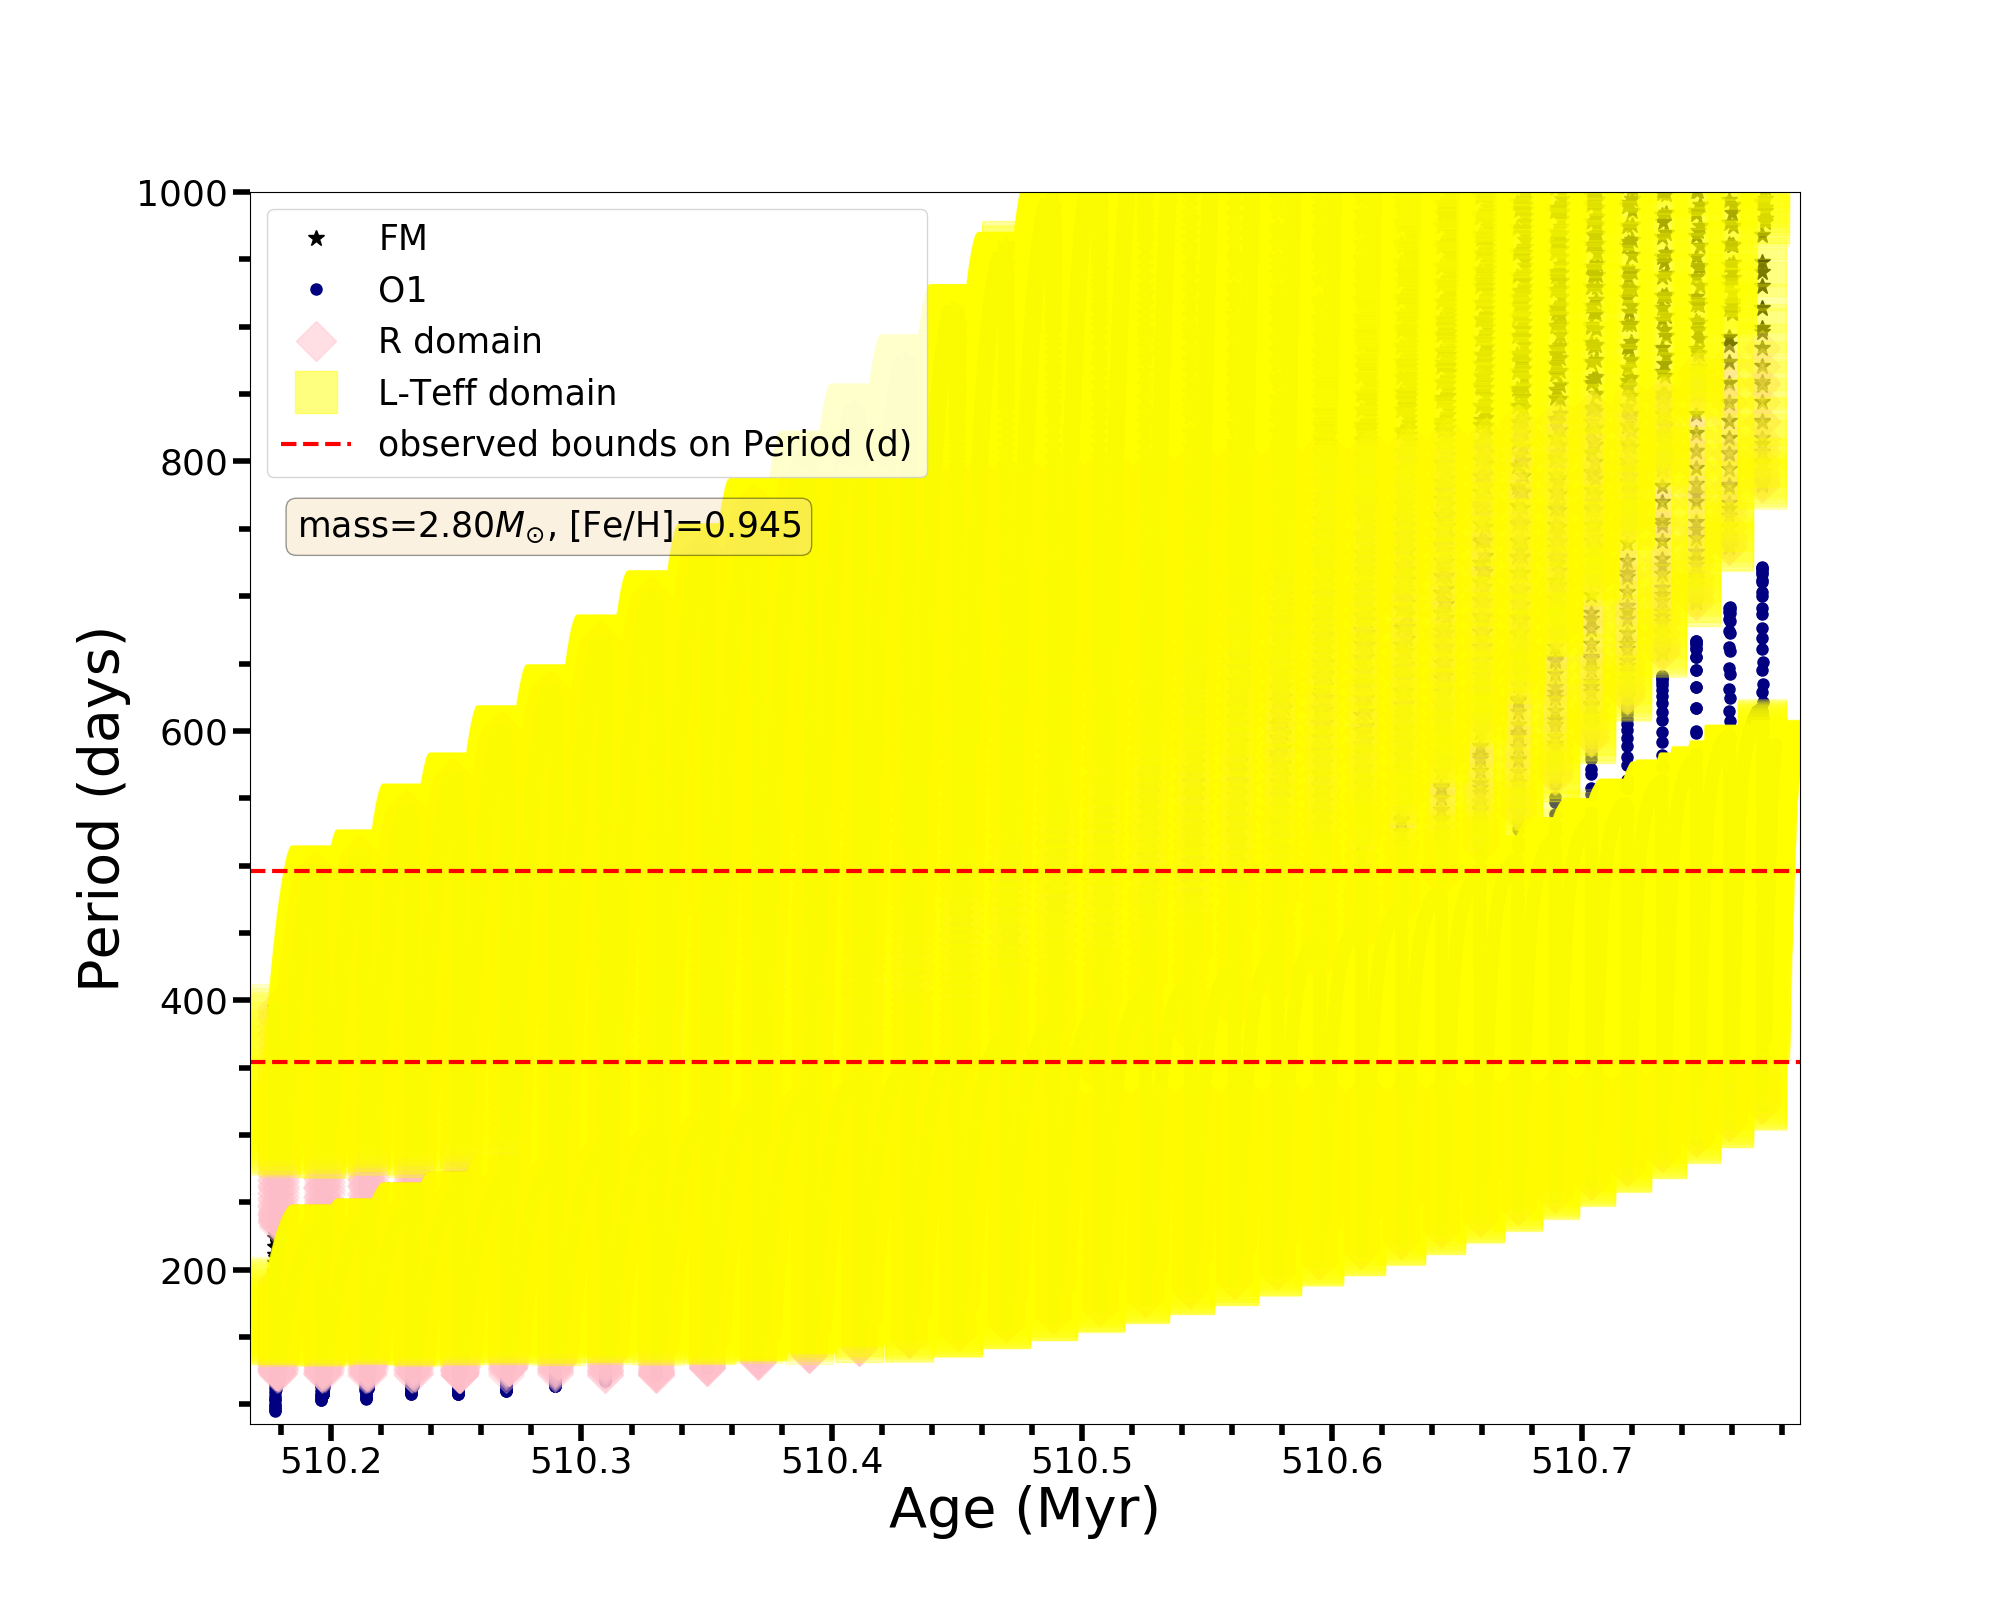 1000
800
600
400
200
Period (days)
FM
O1
R domain
L-Teff domain
observed bounds on Period (d)
mass=2.80M⊙, [Fe/H]=0.945
510.2 510.3 510.4 510.5 510.6 510.7
Age (Myr)